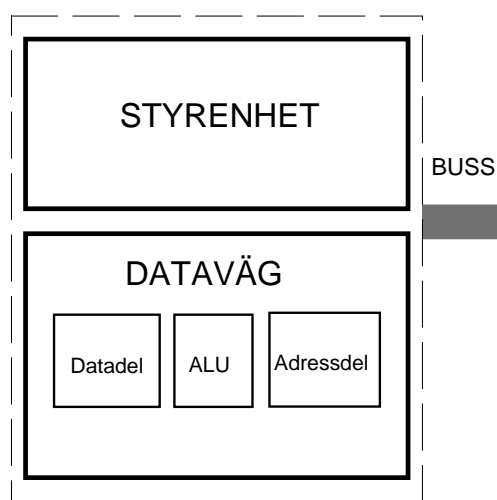 STYRENHET
BUSS
DATAVÄG
Datadel
ALU
Adressdel